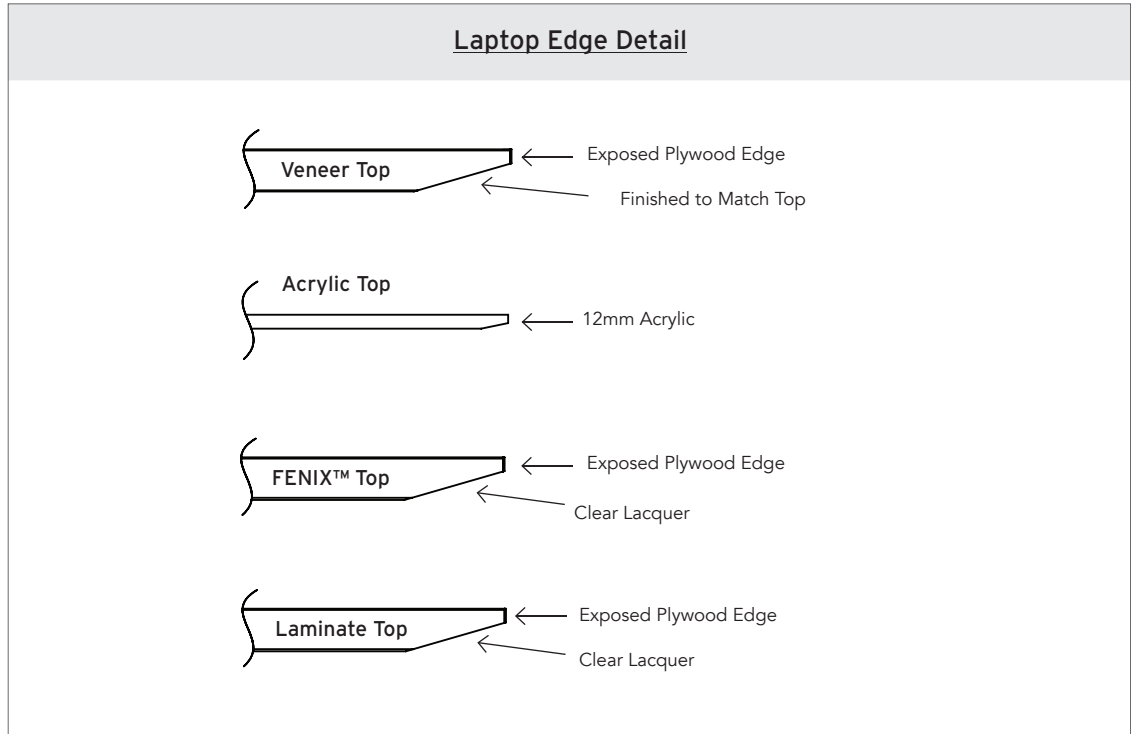 Laptop Edge Detail
Veneer Top
Exposed Plywood Edge
Finished to Match Top
Acrylic Top
12mm Acrylic
FENIX™ Top
Exposed Plywood Edge
Clear Lacquer
Laminate Top
Exposed Plywood Edge
Clear Lacquer